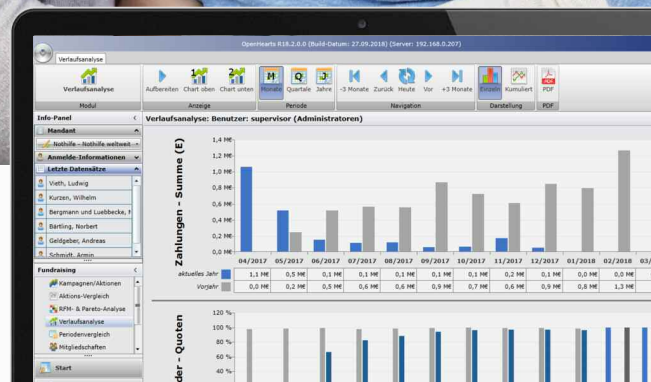 OpenHearts R18.2.0.0 (Build-Datum: 27.09.2018) (Server: 192.168.0.207)
Verlaufsanalyse
Verlaufsanalyse Aufbereiten Chart oben Chart unten Monate Quartale Jahre -3 Monate Zurück Heute Vor +3 Monate Einzeln Kumuliert PDF
Modul Anzeige Periode Navigation Darstellung PDF
Info-Panel
Verlaufsanalyse: Benutzer: supervisor (Administratoren)
Mandant
Nothilfe - Nothilfe weltweit
Anmelde-Informationen
Letzte Datensätze
Vieth, Ludwig
Kurzen, Wilhelm
Bergmann und Luebbecke, F
Bärtling, Norbert
Geldgeber, Andreas
Schmidt, Armin
Fundraising
Kampagnen/Aktionen
Aktions-Vergleich
RFM- & Pareto-Analyse
Verlaufsanalyse
Periodenvergleich
Mitgliedschaften
Start
Zahlungen - Summe (E)
1,4 M€
1,2 M€
1,0 M€
0,8 M€
0,6 M€
0,4 M€
0,2 M€
0,0 M€
04/2017 05/2017 06/2017 07/2017 08/2017 09/2017 10/2017 11/2017 12/2017 01/2018 02/2018 03/
aktuelles Jahr 1,1 M€ 0,5 M€ 0,1 M€ 0,1 M€ 0,1 M€ 0,1 M€ 0,1 M€ 0,2 M€ 0,1 M€ 0,0 M€ 0,0 M€
Vorjahr 0,0 M€ 0,2 M€ 0,5 M€ 0,6 M€ 0,6 M€ 0,9 M€ 0,7 M€ 0,6 M€ 0,9 M€ 0,8 M€ 1,3 M€
der - Quoten
120 %
100 %
80 %
60 %
40 %